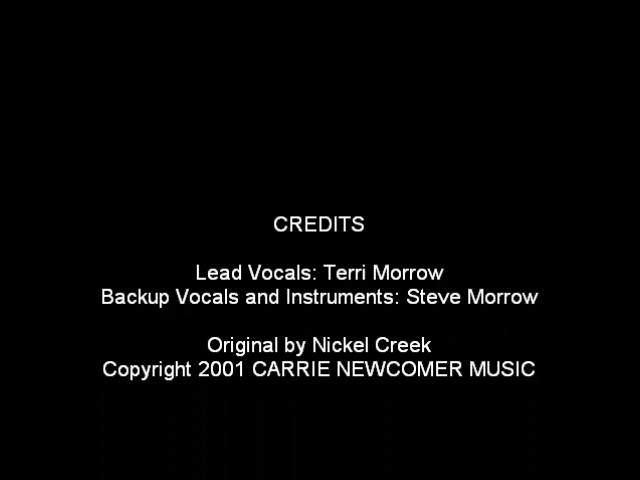 CREDITS
Lead Vocals: Terri Morrow
Backup Vocals and Instruments: Steve Morrow
Original by Nickel Creek
Copyright 2001 CARRIE NEWCOMER MUSIC